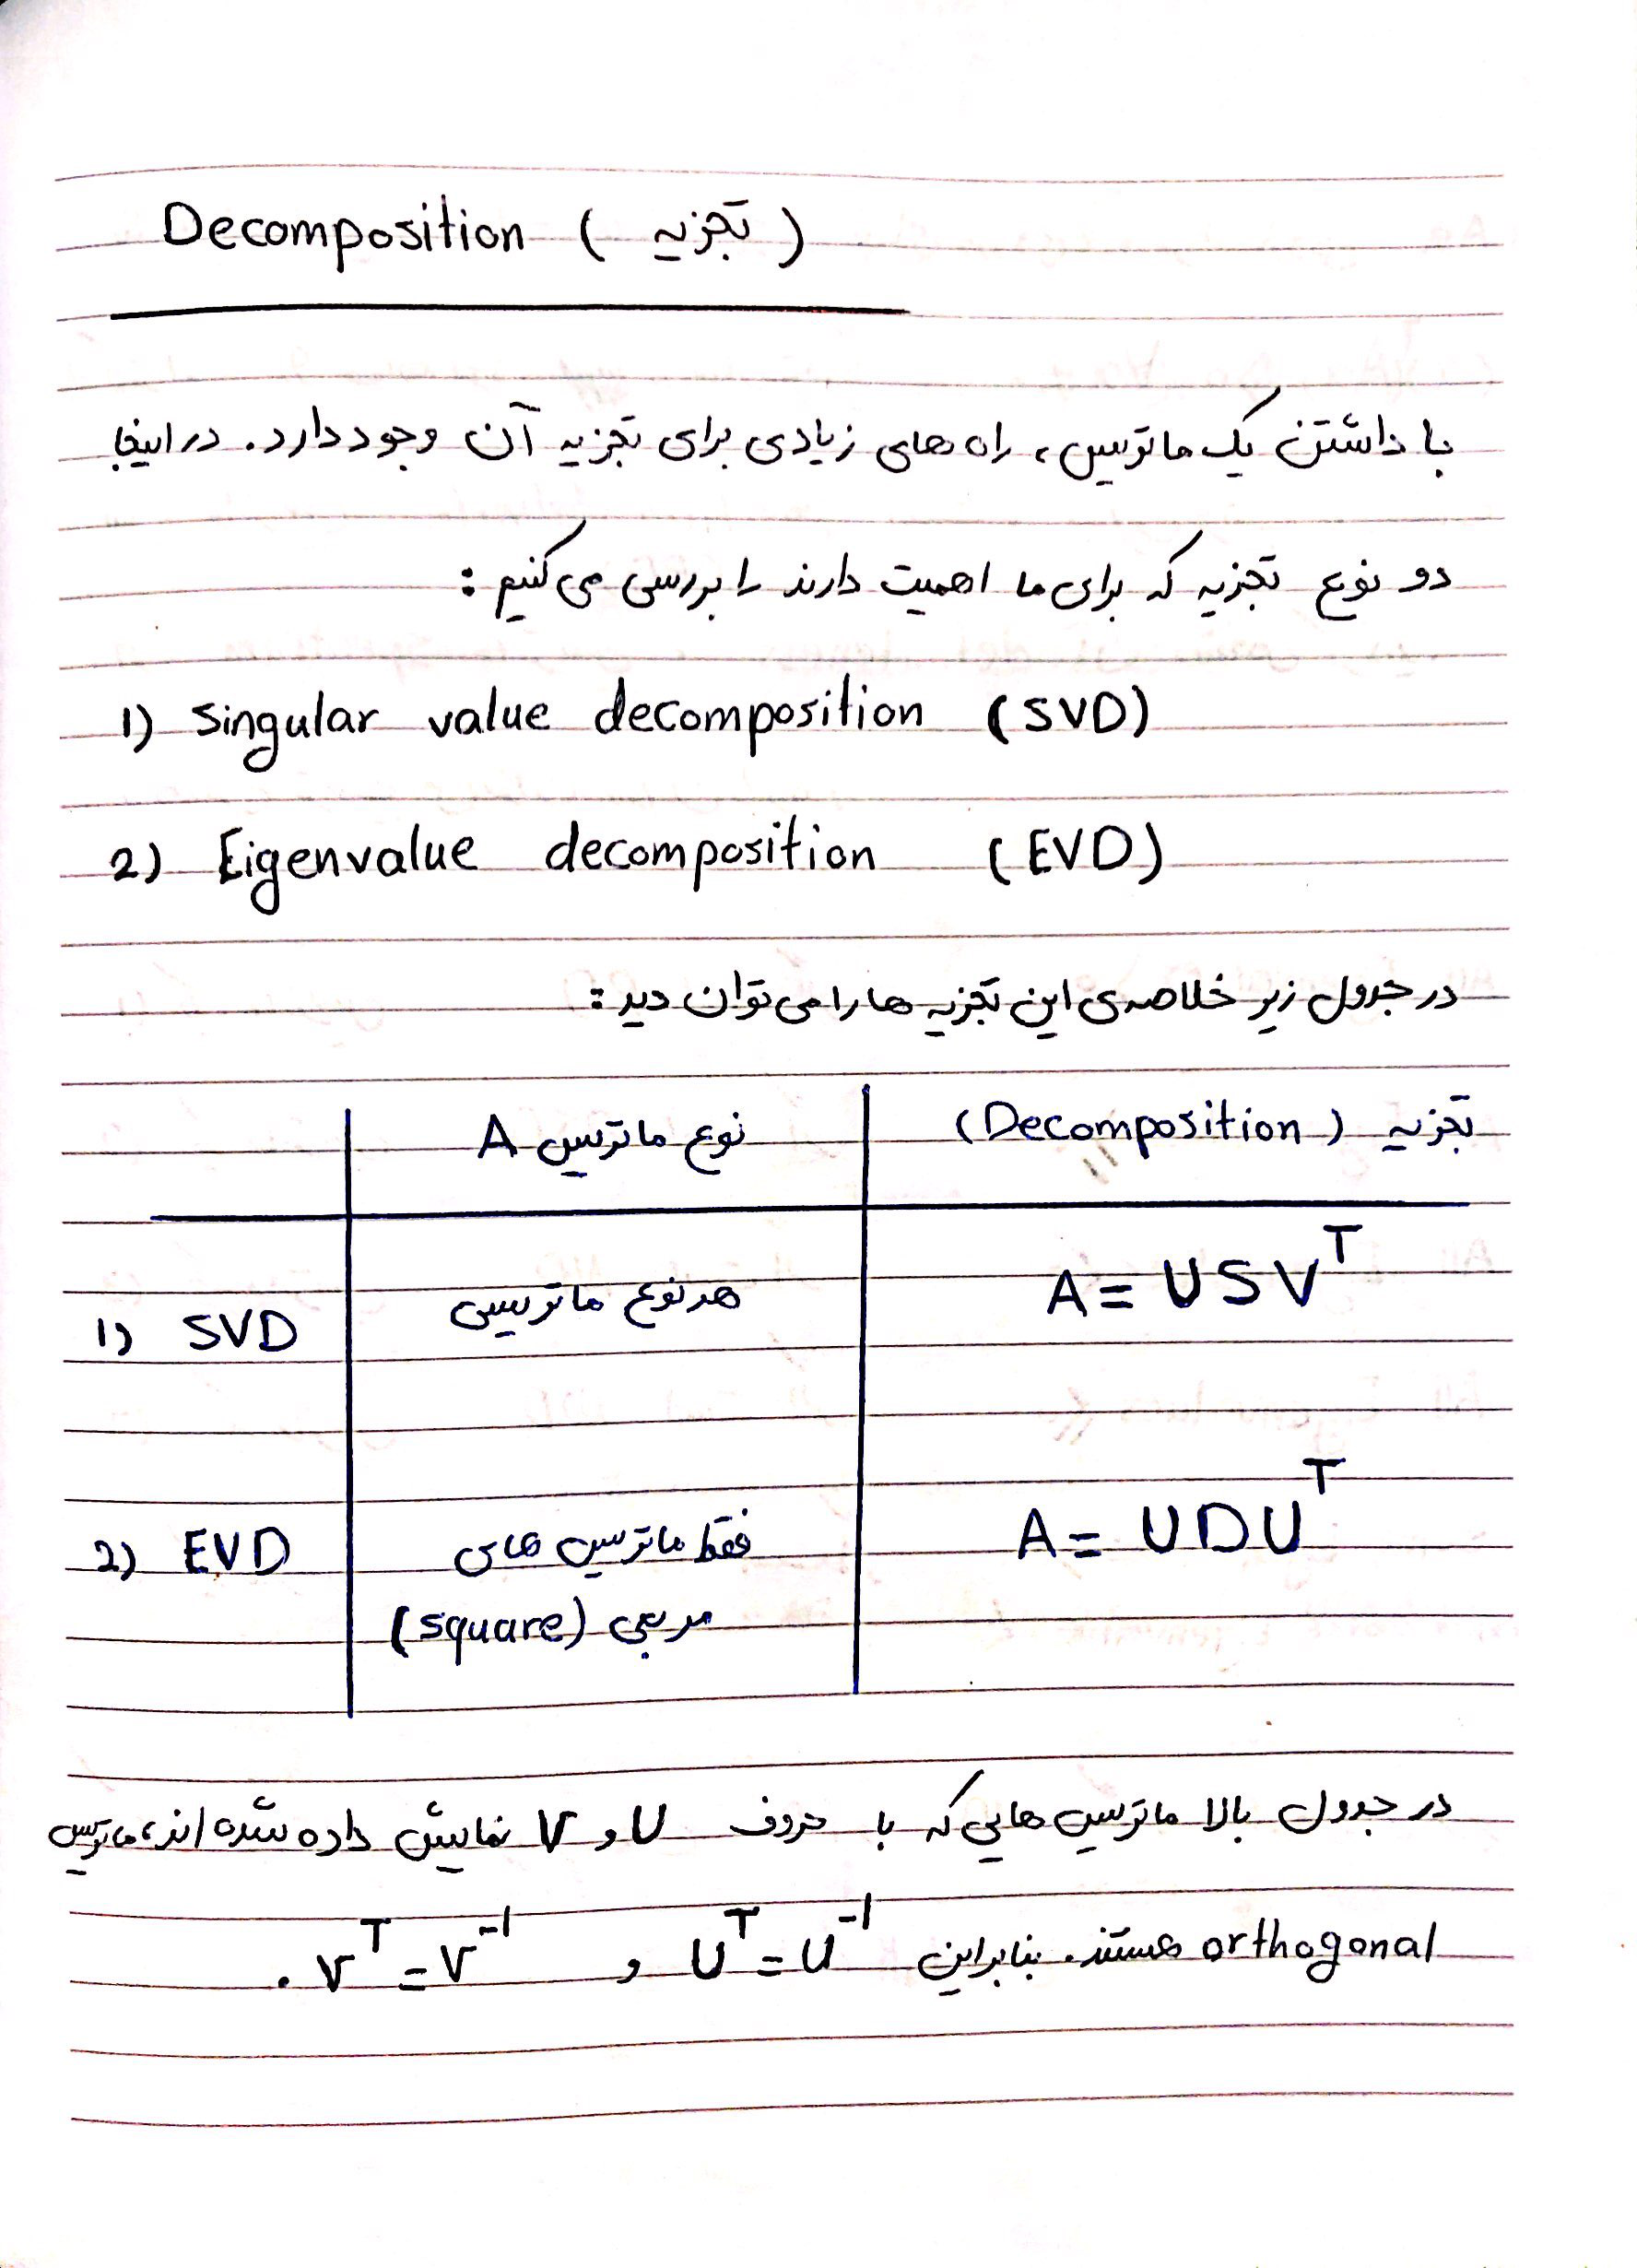 Decomposition ( تجزیه )
با داشتن یک ماتریس، راه های زیادی برای تجزیه آن وجود دارد. در اینجا
دو نوع تجزیه که برای ما اهمیت دارند را بررسی می کنیم :
1) Singular value decomposition (SVD)
2) Eigenvalue decomposition (EVD)
در جدول زیر خلاصه ی این تجزیه ها را می توان دید :
نوع ماتریس A
تجزیه (Decomposition)
1) SVD
هر نوع ماتریسی
A = USV^T
2) EVD
فقط ماتریس های
مربعی (square)
A = UDU^T
در جدول بالا ماتریس هایی که با حروف U و V نمایش داده شده اند، ماتریس
orthogonal هستند. بنابراین U^T = U^-1 و V^T = V^-1 .